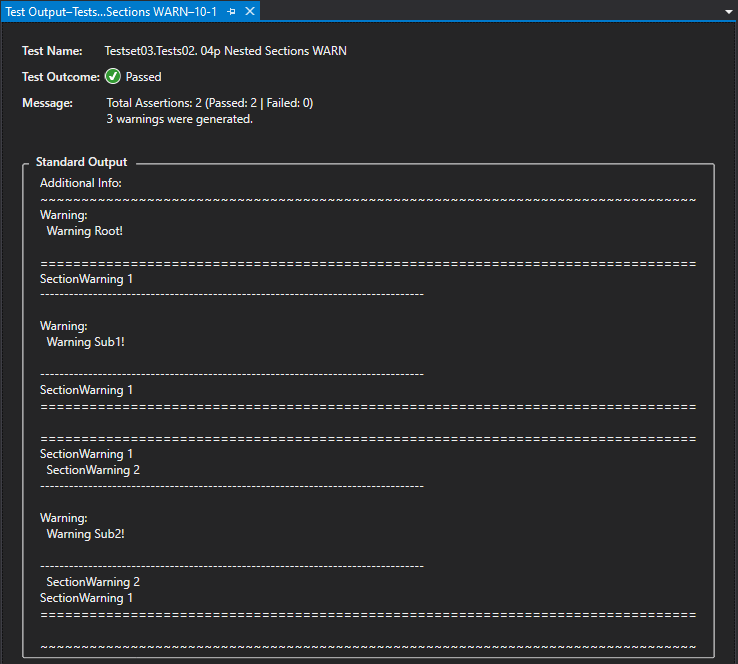 Test Output–Tests...Sections WARN–10-1
Test Name: Testset03.Tests02. 04p Nested Sections WARN
Test Outcome: Passed
Message: Total Assertions: 2 (Passed: 2 | Failed: 0)
3 warnings were generated.
Standard Output
Additional Info:
~~~~~~~~~~~~~~~~~~~~~~~~~~~~~~~~~~~~~~~~~~~~~~~~~~~~~~~~~~~~~~~~~~~~~~~~~~~~~~~
Warning:
Warning Root!
===============================================================================
SectionWarning 1
-------------------------------------------------------------------------------
Warning:
Warning Sub1!
-------------------------------------------------------------------------------
SectionWarning 1
===============================================================================
===============================================================================
SectionWarning 1
SectionWarning 2
-------------------------------------------------------------------------------
Warning:
Warning Sub2!
-------------------------------------------------------------------------------
SectionWarning 2
SectionWarning 1
===============================================================================
~~~~~~~~~~~~~~~~~~~~~~~~~~~~~~~~~~~~~~~~~~~~~~~~~~~~~~~~~~~~~~~~~~~~~~~~~~~~~~~